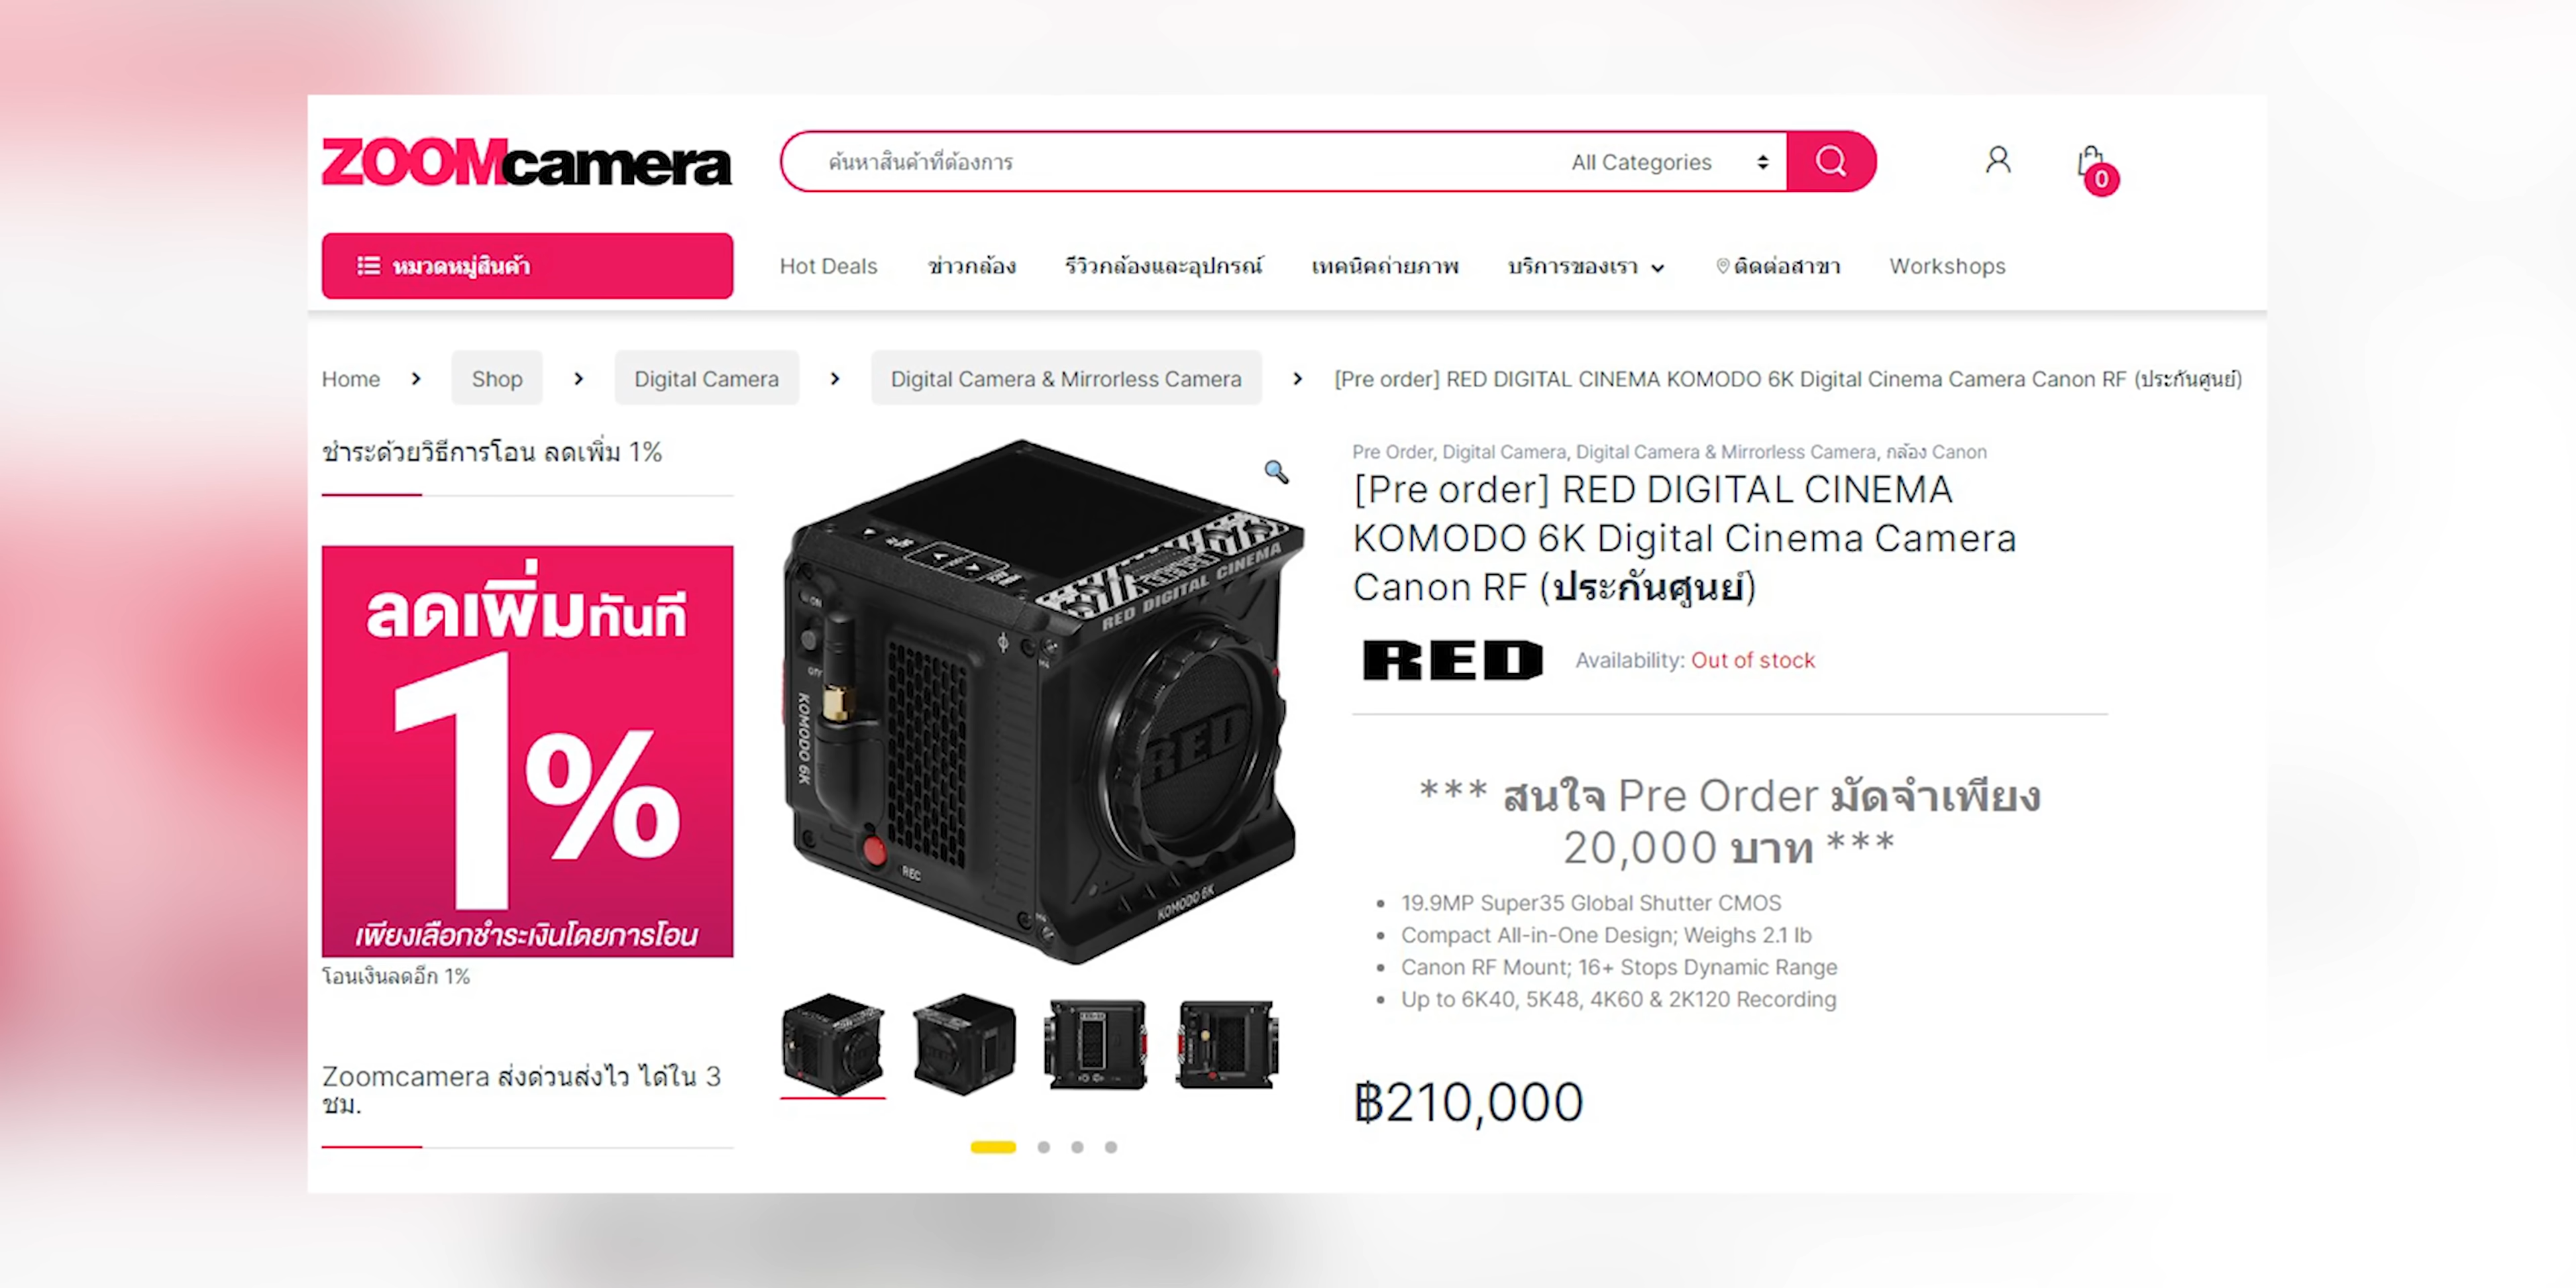 ZOOMcamera
ค้นหาสินค้าที่ต้องการ
All Categories
0
หมวดหมู่สินค้า
Hot Deals
ข่าวกล้อง
รีวิวกล้องและอุปกรณ์
เทคนิคถ่ายภาพ
บริการของเรา
ติดต่อสาขา
Workshops
Home
Shop
Digital Camera
Digital Camera & Mirrorless Camera
[Pre order] RED DIGITAL CINEMA KOMODO 6K Digital Cinema Camera Canon RF (ประกันศูนย์)
ชำระด้วยวิธีการโอน ลดเพิ่ม 1%
ลดเพิ่มทันที
1%
เพียงเลือกชำระเงินโดยการโอน
โอนเงินลดอีก 1%
Zoomcamera ส่งด่วนส่งไว ได้ใน 3
ชม.
RED DIGITAL CINEMA
ON
OFF
KOMODO 6K
RED
REC
KOMODO 6K
Pre Order, Digital Camera, Digital Camera & Mirrorless Camera, กล้อง Canon
[Pre order] RED DIGITAL CINEMA
KOMODO 6K Digital Cinema Camera
Canon RF (ประกันศูนย์)
RED
Availability: Out of stock
*** สนใจ Pre Order มัดจำเพียง
20,000 บาท ***
19.9MP Super35 Global Shutter CMOS
Compact All-in-One Design; Weighs 2.1 lb
Canon RF Mount; 16+ Stops Dynamic Range
Up to 6K40, 5K48, 4K60 & 2K120 Recording
฿210,000